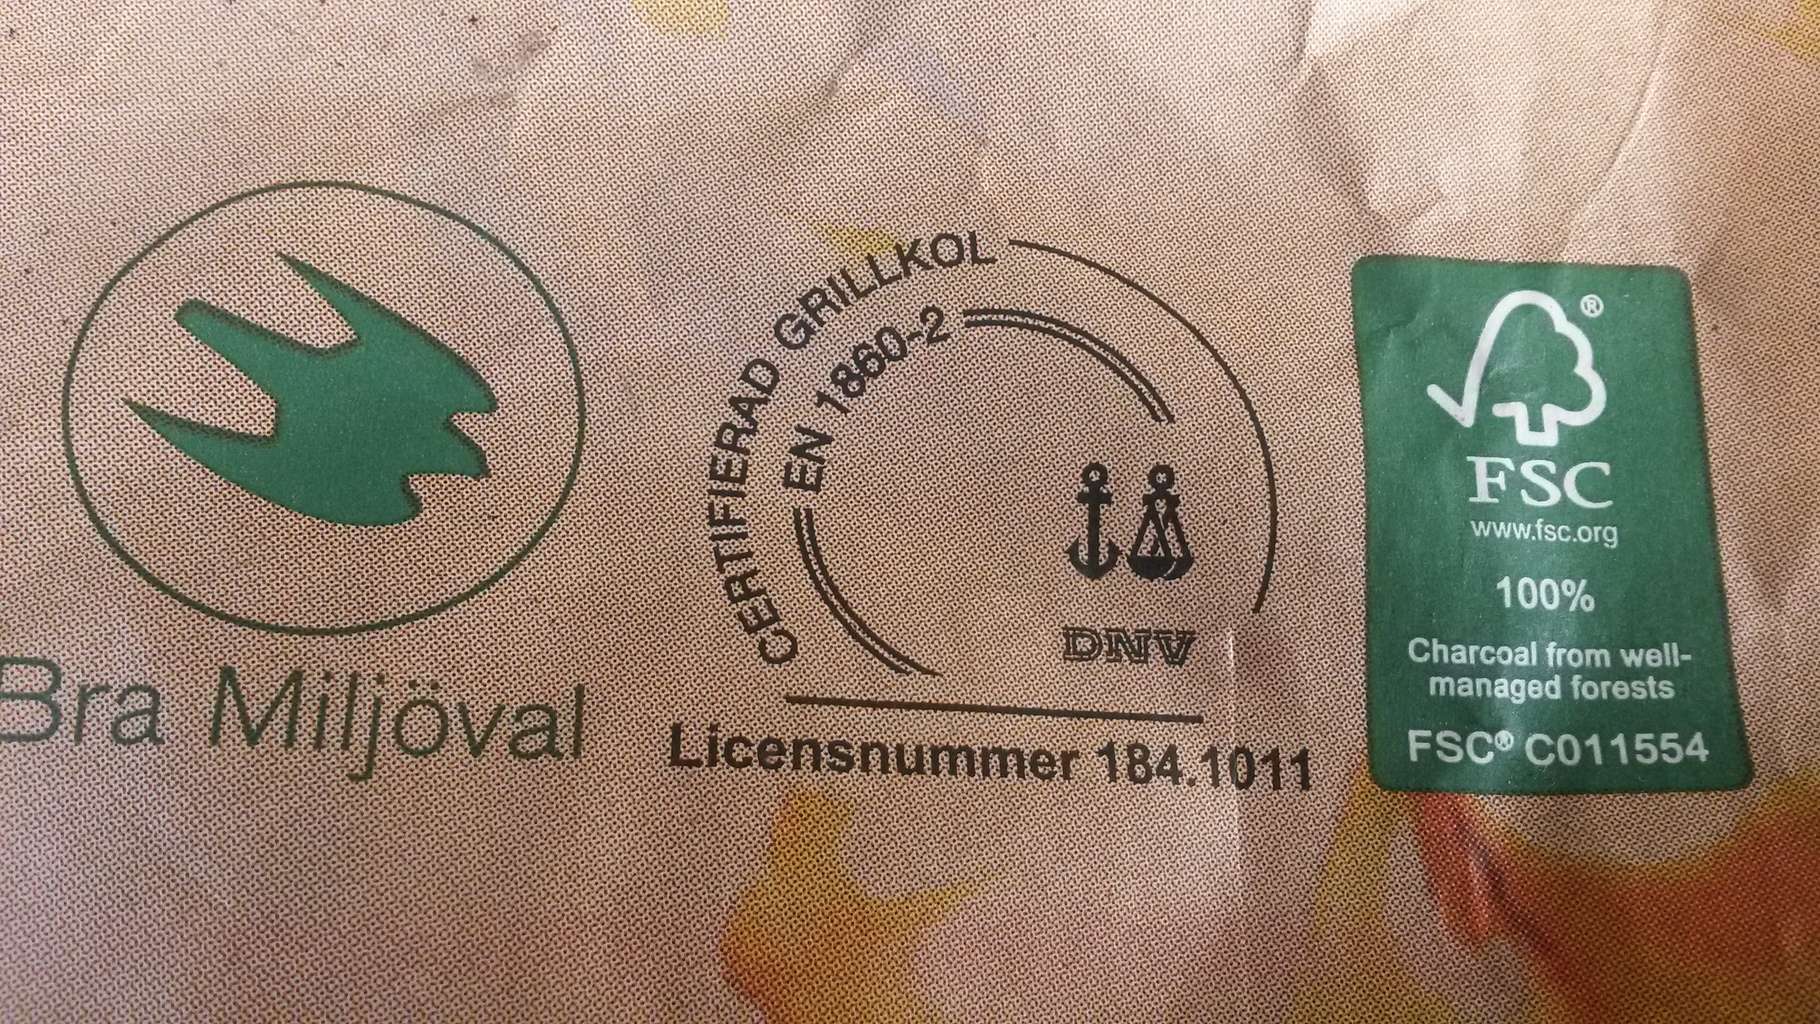 Bra Miljöval
CERTIFIERAD GRILLKOL
EN 1860-2
DNV
Licensnummer 184.1011
®
FSC
www.fsc.org
100%
Charcoal from well-
managed forests
FSC® C011554